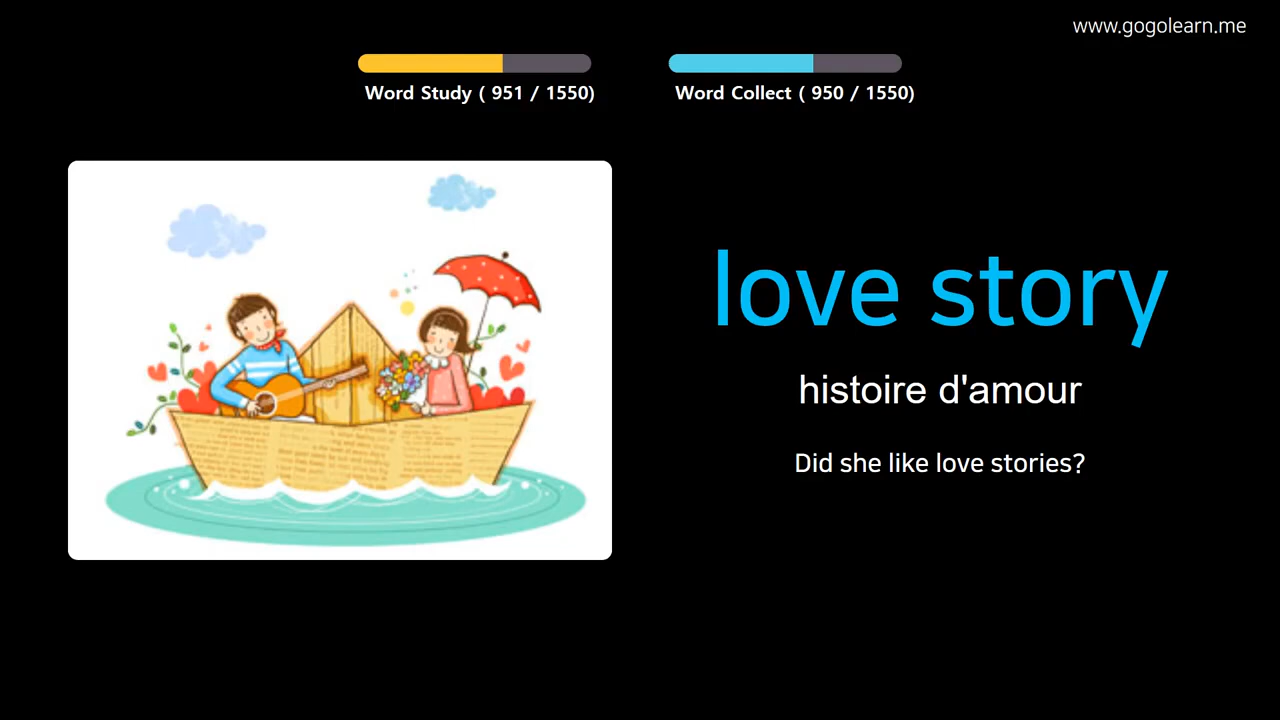 www.gogolearn.me
Word Study ( 951 / 1550)
Word Collect ( 950 / 1550)
love story
histoire d'amour
Did she like love stories?